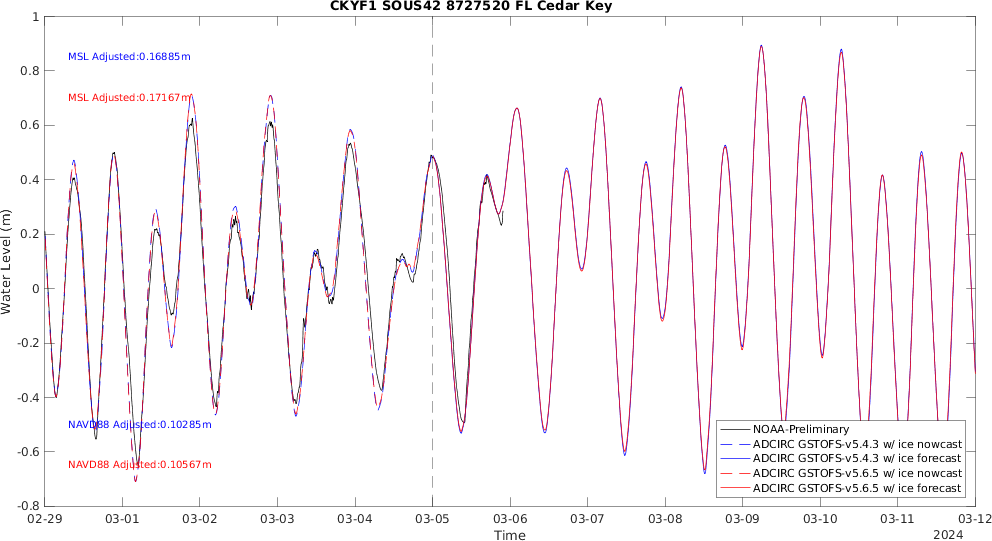 CKYF1 SOUS42 8727520 FL Cedar Key
MSL Adjusted:0.16885m
MSL Adjusted:0.17167m
NAVD88 Adjusted:0.10285m
NAVD88 Adjusted:0.10567m
Water Level (m)
1
0.8
0.6
0.4
0.2
0
-0.2
-0.4
-0.6
-0.8
NOAA-Preliminary
ADCIRC GSTOFS-v5.4.3 w/ ice nowcast
ADCIRC GSTOFS-v5.4.3 w/ ice forecast
ADCIRC GSTOFS-v5.6.5 w/ ice nowcast
ADCIRC GSTOFS-v5.6.5 w/ ice forecast
02-29 03-01 03-02 03-03 03-04 03-05 03-06 03-07 03-08 03-09 03-10 03-11 03-12
Time
2024